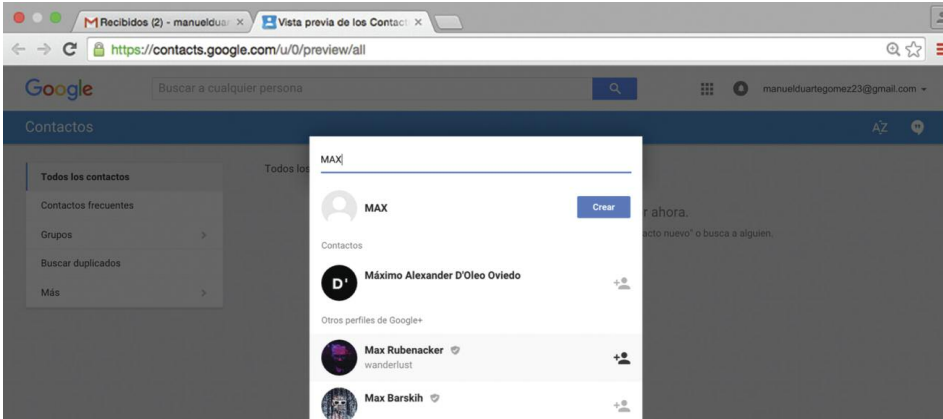 Recibidos (2) - manueldua
Vista previa de los Contact
https://contacts.google.com/u/0/preview/all
Google
Buscar a cualquier persona
manuelduartegomez23@gmail.com
Contactos
AZ
Todos los contactos
Contactos frecuentes
Grupos
Buscar duplicados
Más
Todos los
r ahora.
acto nuevo" o busca a alguien.
MAX
MAX
Crear
Contactos
D'
Máximo Alexander D'Oleo Oviedo
Otros perfiles de Google+
Max Rubenacker
wanderlust
Max Barskih